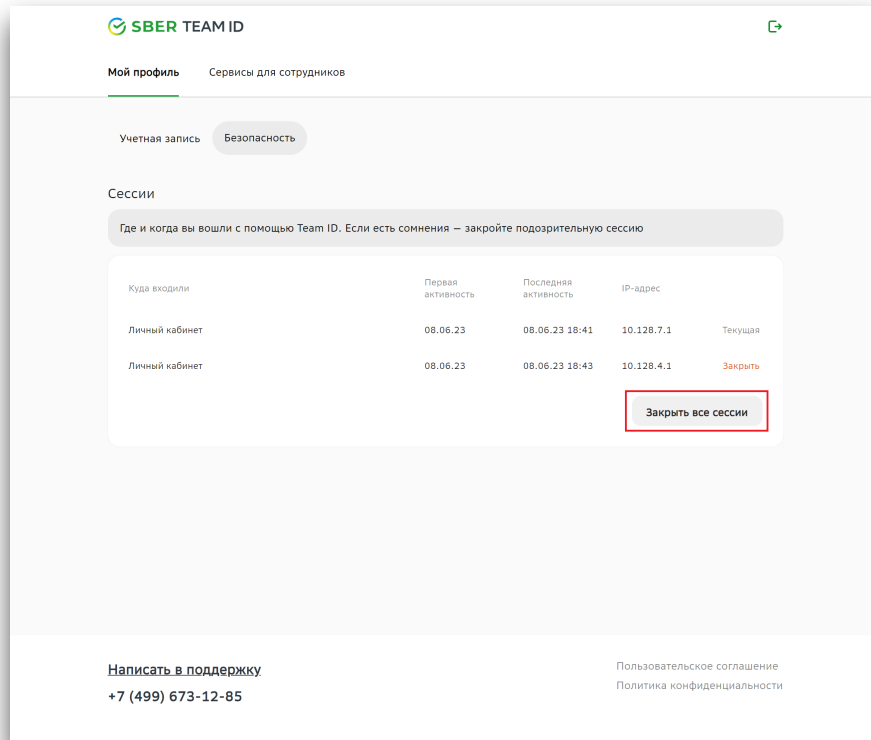 SBER TEAM ID
Мой профиль Сервисы для сотрудников
Учетная запись Безопасность
Сессии
Где и когда вы вошли с помощью Team ID. Если есть сомнения — закройте подозрительную сессию
Куда входили Первая активность Последняя активность IP-адрес
Личный кабинет 08.06.23 08.06.23 18:41 10.128.7.1 Текущая
Личный кабинет 08.06.23 08.06.23 18:43 10.128.4.1 Закрыть
Закрыть все сессии
Написать в поддержку
+7 (499) 673-12-85
Пользовательское соглашение
Политика конфиденциальности